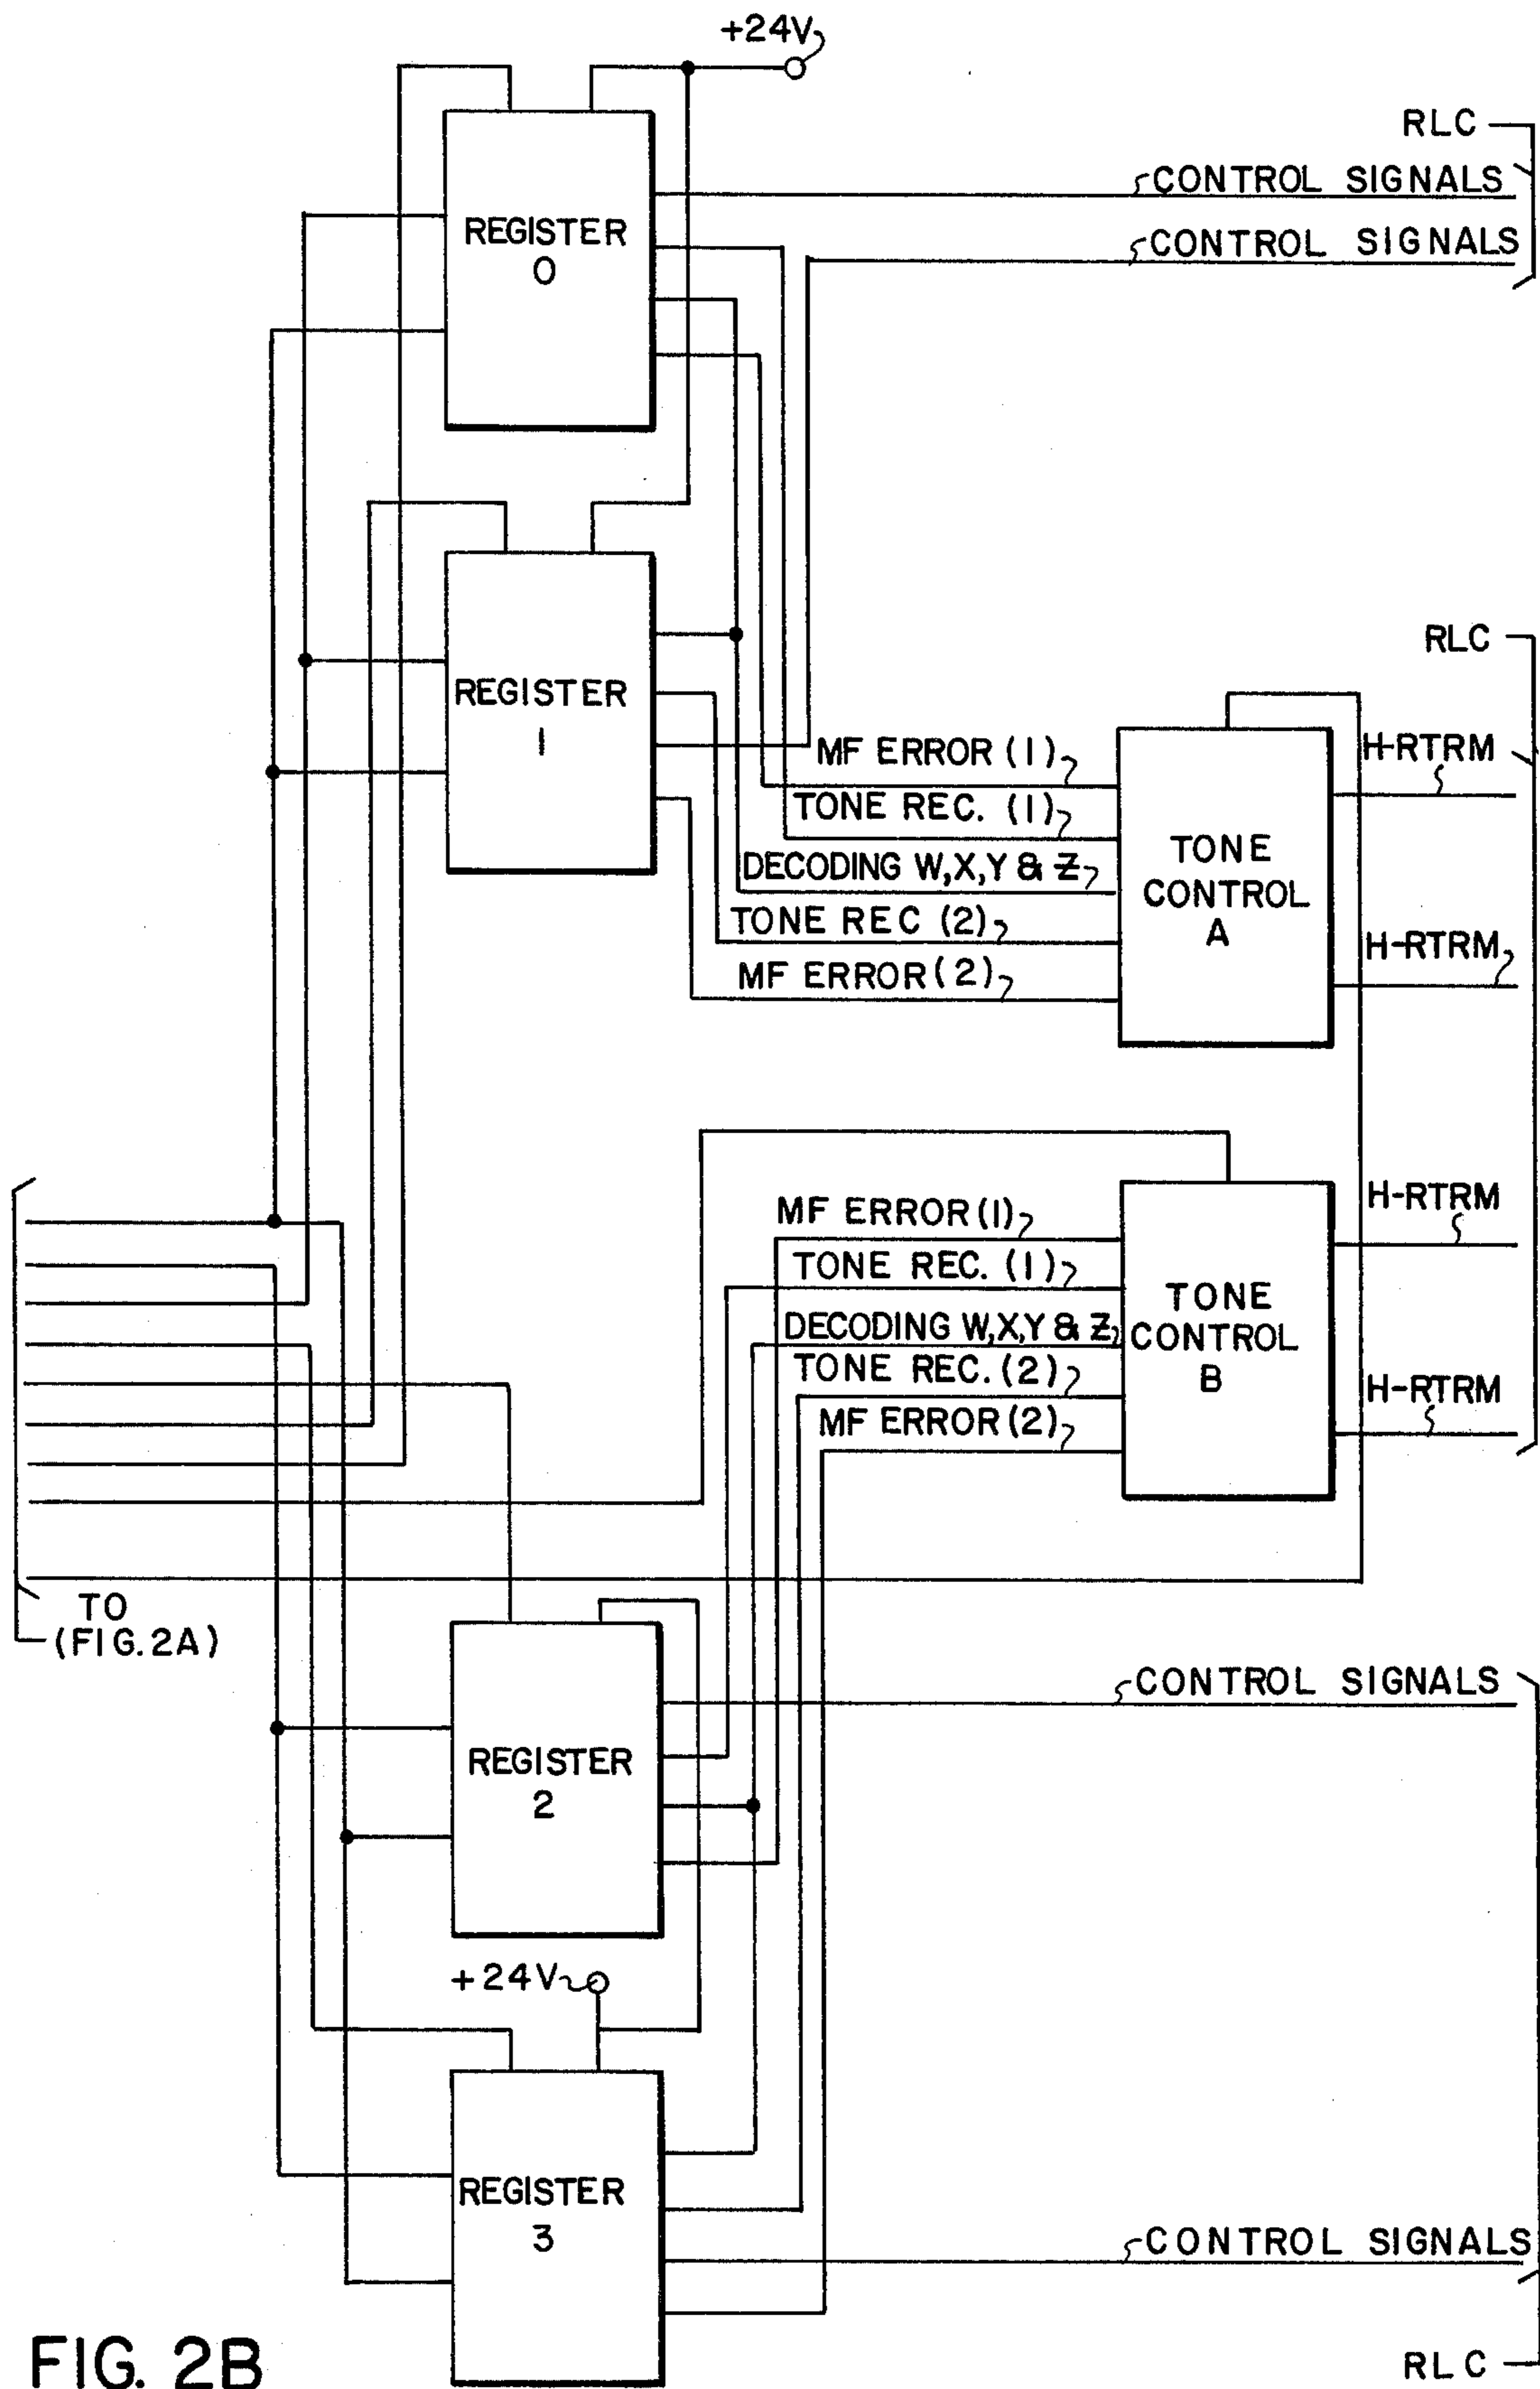 +24V
RLC
CONTROL SIGNALS
CONTROL SIGNALS
REGISTER
0
RLC
REGISTER
1
MF ERROR (1)
H-RTRM
TONE REC. (1)
TONE
CONTROL
A
DECODING W,X,Y & Z
TONE REC (2)
H-RTRM
MF ERROR (2)
MF ERROR (1)
H-RTRM
TONE REC. (1)
TONE
CONTROL
B
DECODING W,X,Y & Z
TONE REC. (2)
H-RTRM
MF ERROR (2)
TO
(FIG. 2A)
CONTROL SIGNALS
REGISTER
2
+24V
REGISTER
3
CONTROL SIGNALS
FIG. 2B
RLC